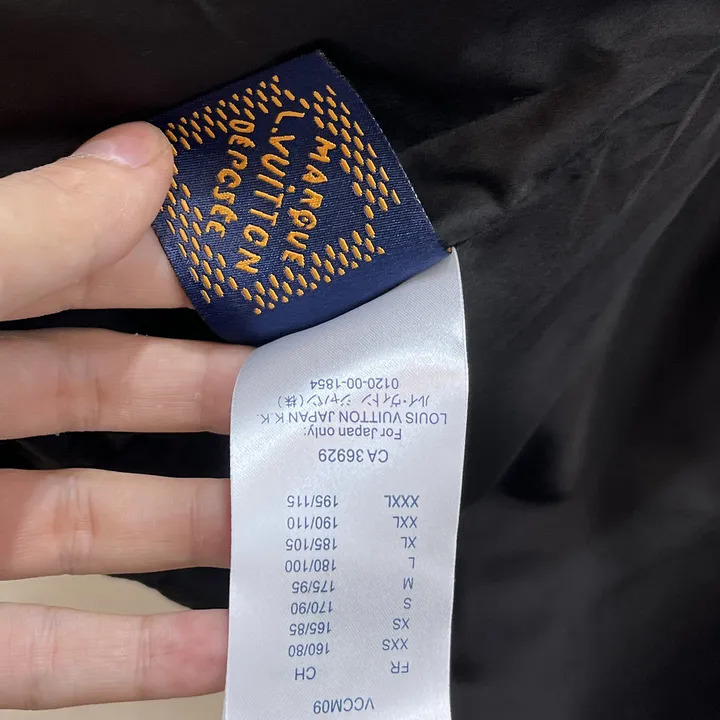 MARQUE
L.VUITTON
DÉPOSÉE
VCCM09
FR CH
XXS 160/80
XS 165/85
S 170/90
M 175/95
L 180/100
XL 185/105
XXL 190/110
XXXL 195/115
CA 36929
For Japan only:
LOUIS VUITTON JAPAN K.K.
ルイ・ヴィトン ジャパン(株)
0120-00-1854